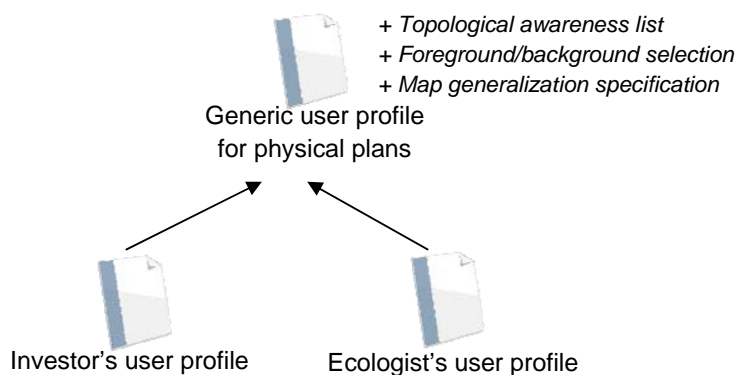 + Topological awareness list
+ Foreground/background selection
+ Map generalization specification
Generic user profile
for physical plans
Investor’s user profile
Ecologist’s user profile